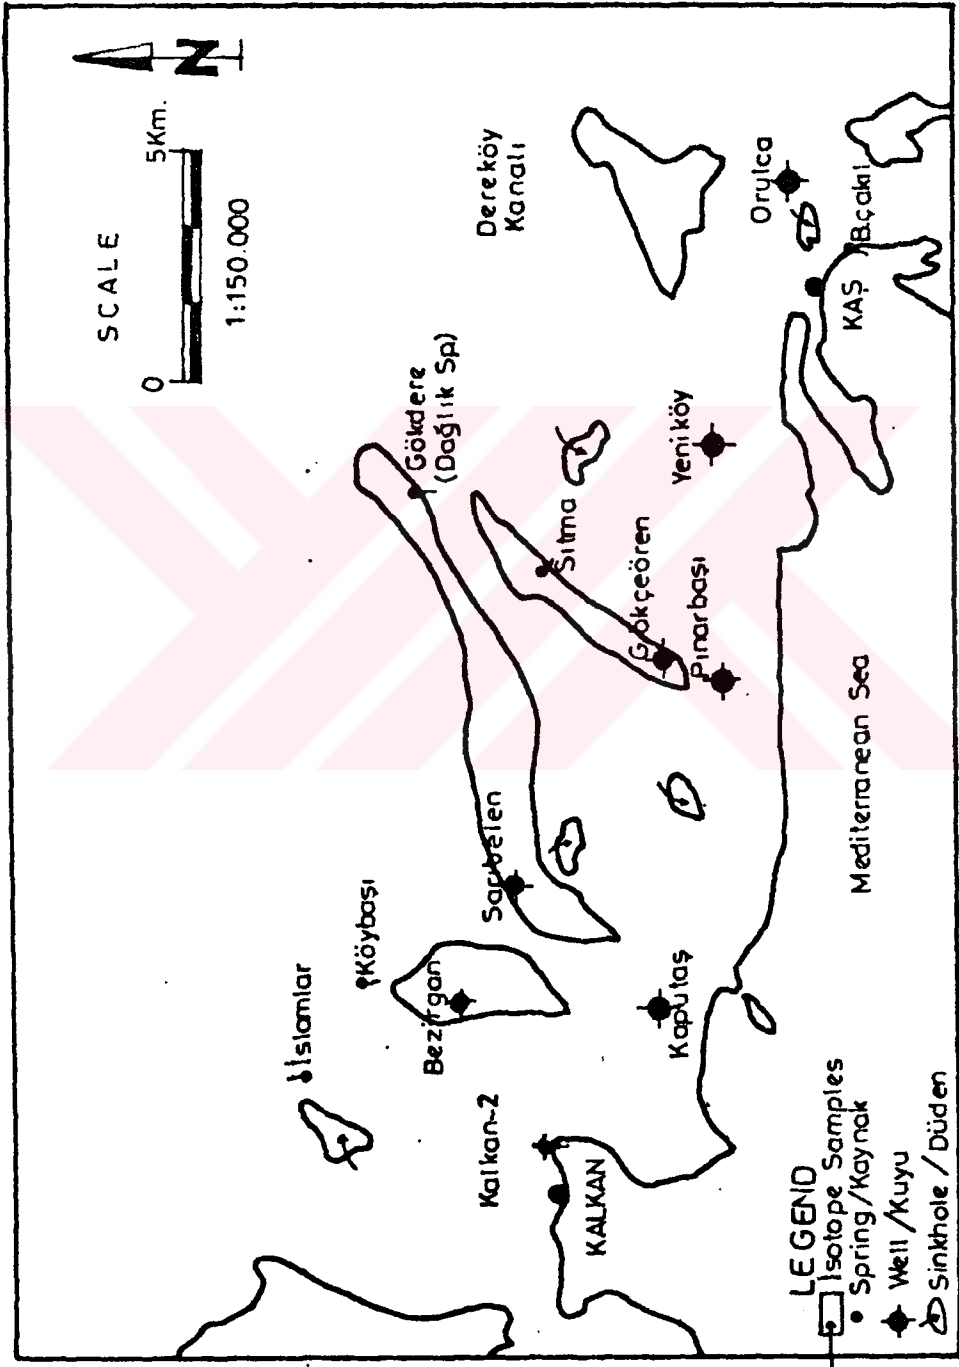 N
SCALE
0 5Km.
1:150.000
Dereköy
Kanalı
Gökdere
(Dağlık Sp)
Sıtma
Yeniköy
Gökçeören
Pınarbaşı
Orulca
B.çakıl
KAŞ
Sarıbelen
Köybaşı
İslamlar
Bezirgan
Kaputaş
Kalkan-2
KALKAN
Mediterranean Sea
LEGEND
Isotope Samples
Spring/Kaynak
Well/Kuyu
Sinkhole/Düden